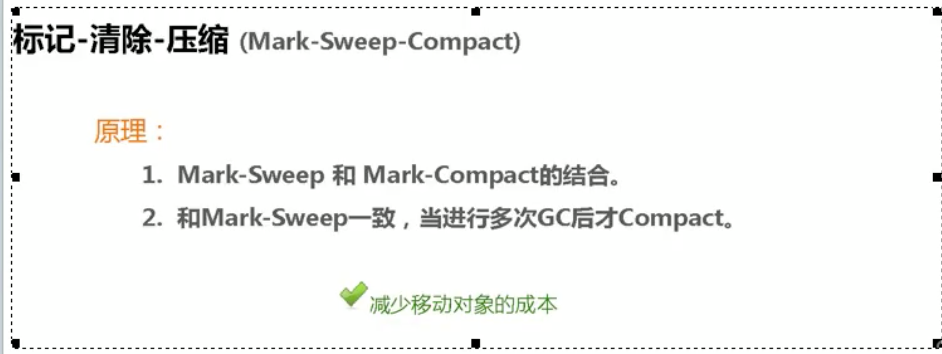 标记-清除-压缩 (Mark-Sweep-Compact)
原理：
1. Mark-Sweep 和 Mark-Compact的结合。
2. 和Mark-Sweep一致，当进行多次GC后才Compact。
减少移动对象的成本